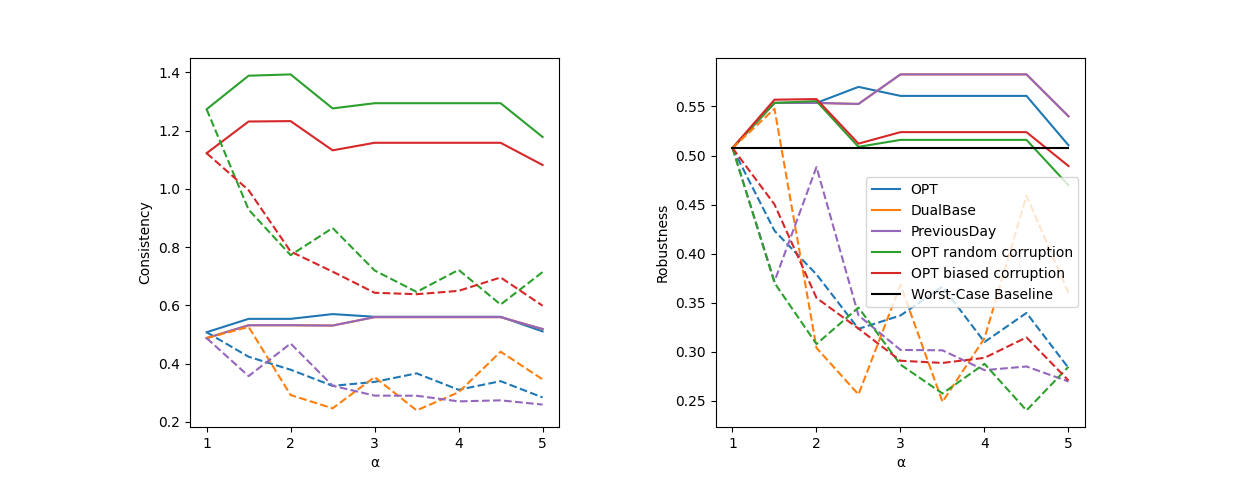 1.4
1.2
1.0
0.8
0.6
0.4
0.2
Consistency
1 2 3 4 5
α
0.55
0.50
0.45
0.40
0.35
0.30
0.25
Robustness
1 2 3 4 5
α
OPT
DualBase
PreviousDay
OPT random corruption
OPT biased corruption
Worst-Case Baseline